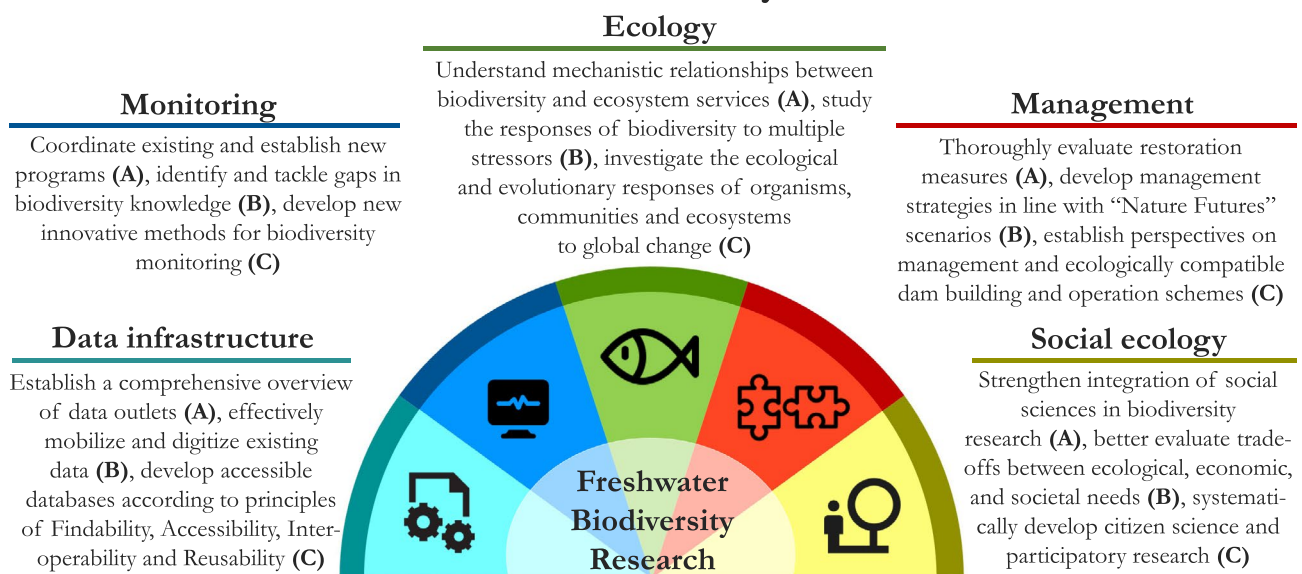 Ecology
Understand mechanistic relationships between
biodiversity and ecosystem services (A), study
the responses of biodiversity to multiple
stressors (B), investigate the ecological
and evolutionary responses of organisms,
communities and ecosystems
to global change (C)
Monitoring
Coordinate existing and establish new
programs (A), identify and tackle gaps in
biodiversity knowledge (B), develop new
innovative methods for biodiversity
monitoring (C)
Management
Thoroughly evaluate restoration
measures (A), develop management
strategies in line with “Nature Futures”
scenarios (B), establish perspectives on
management and ecologically compatible
dam building and operation schemes (C)
Data infrastructure
Establish a comprehensive overview
of data outlets (A), effectively
mobilize and digitize existing
data (B), develop accessible
databases according to principles
of Findability, Accessibility, Inter-
operability and Reusability (C)
Social ecology
Strengthen integration of social
sciences in biodiversity
research (A), better evaluate trade-
offs between ecological, economic,
and societal needs (B), systemati-
cally develop citizen science and
participatory research (C)
Freshwater
Biodiversity
Research